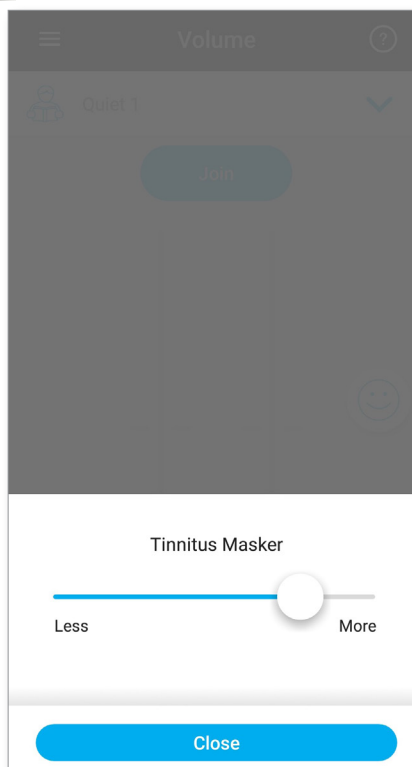 Volume
?
Quiet 1
Join
Tinnitus Masker
Less More
Close